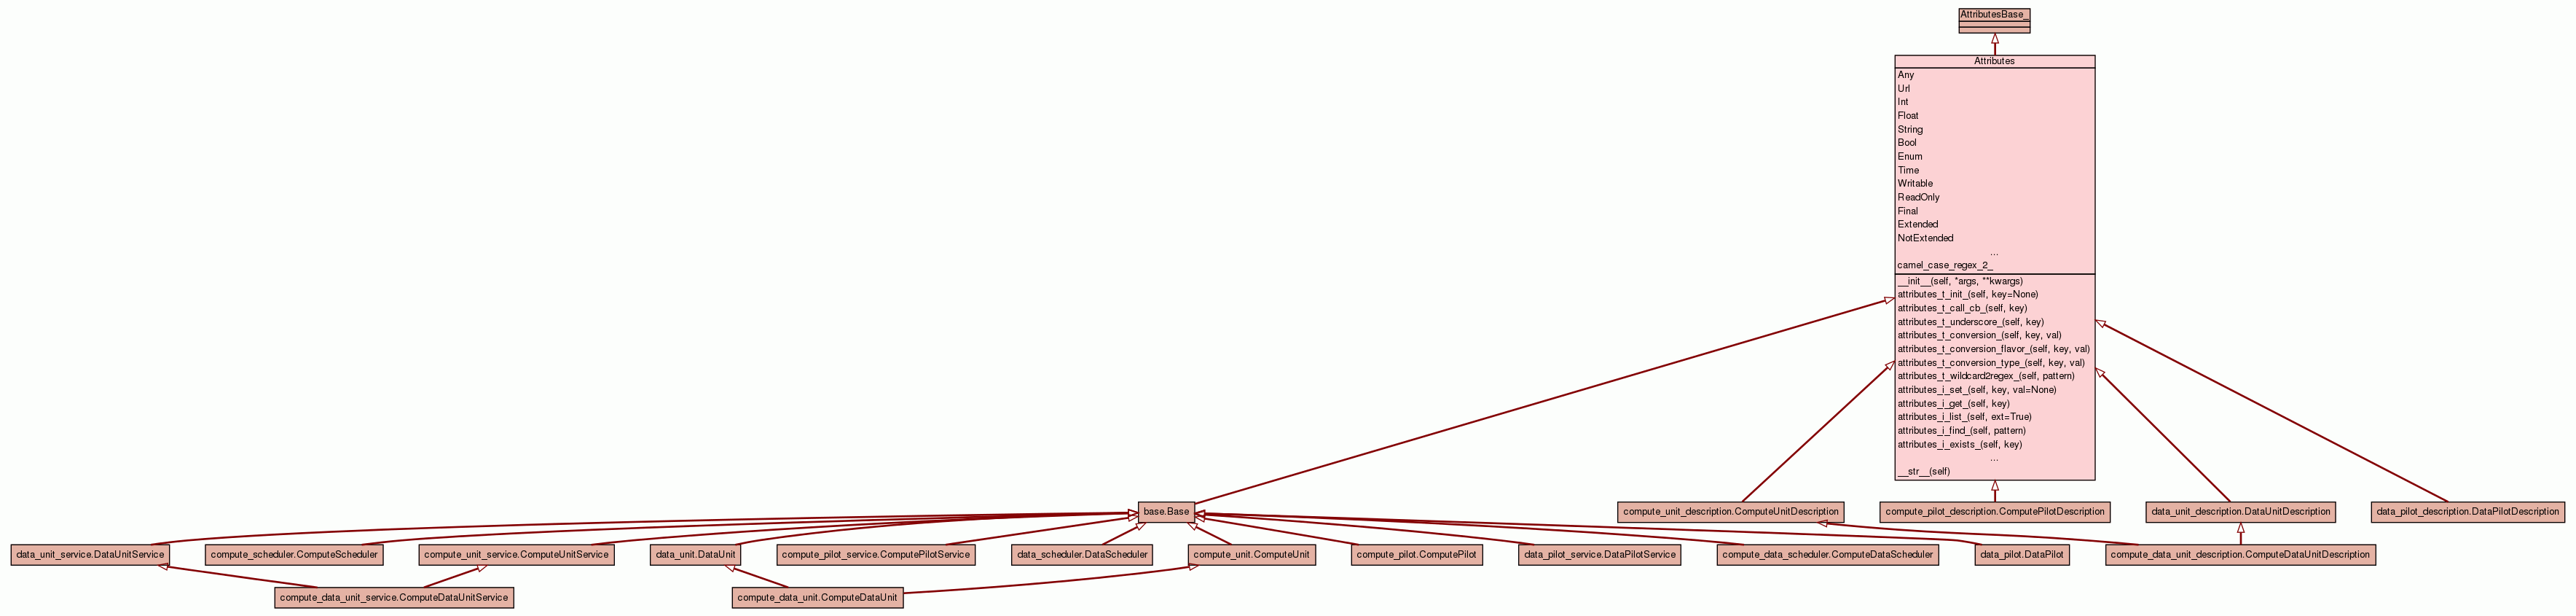 AttributesBase_
Attributes
Any
Url
Int
Float
String
Bool
Enum
Time
Writable
ReadOnly
Final
Extended
NotExtended
...
camel_case_regex_2_
__init__(self, *args, **kwargs)
attributes_t_init_(self, key=None)
attributes_t_call_cb_(self, key)
attributes_t_underscore_(self, key)
attributes_t_conversion_(self, key, val)
attributes_t_conversion_flavor_(self, key, val)
attributes_t_conversion_type_(self, key, val)
attributes_t_wildcard2regex_(self, pattern)
attributes_i_set_(self, key, val=None)
attributes_i_get_(self, key)
attributes_i_list_(self, ext=True)
attributes_i_find_(self, pattern)
attributes_i_exists_(self, key)
...
__str__(self)
base.Base
compute_unit_description.ComputeUnitDescription
compute_pilot_description.ComputePilotDescription
data_unit_description.DataUnitDescription
data_pilot_description.DataPilotDescription
data_unit_service.DataUnitService
compute_scheduler.ComputeScheduler
compute_unit_service.ComputeUnitService
data_unit.DataUnit
compute_pilot_service.ComputePilotService
data_scheduler.DataScheduler
compute_unit.ComputeUnit
compute_pilot.ComputePilot
data_pilot_service.DataPilotService
compute_data_scheduler.ComputeDataScheduler
data_pilot.DataPilot
compute_data_unit_description.ComputeDataUnitDescription
compute_data_unit_service.ComputeDataUnitService
compute_data_unit.ComputeDataUnit